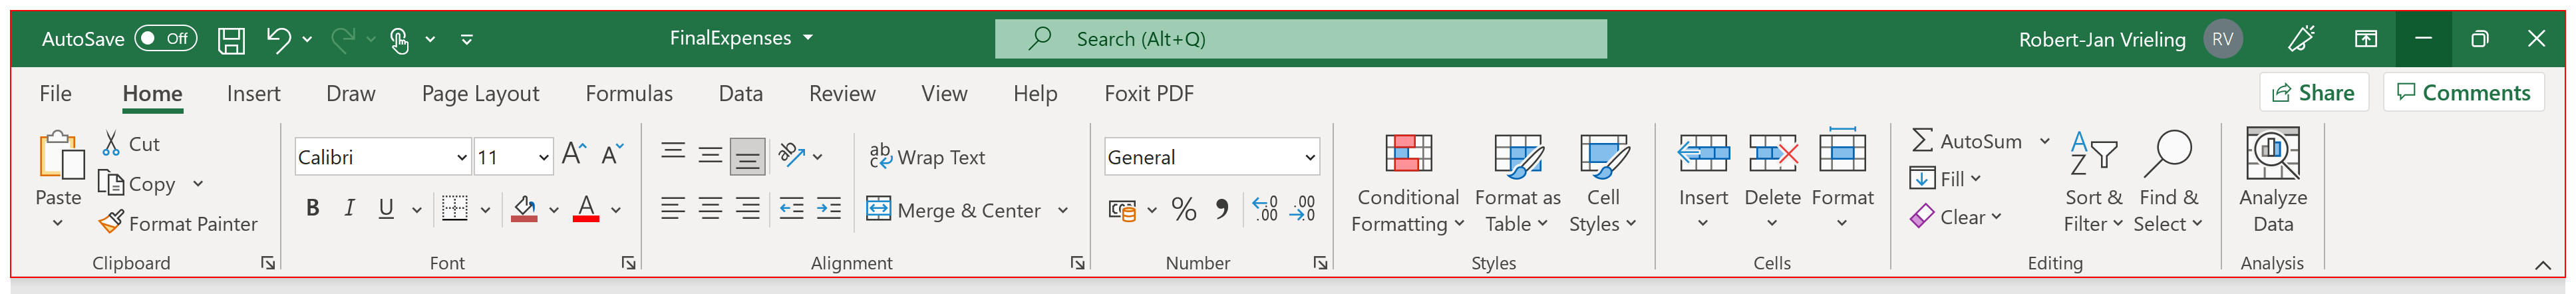 AutoSave Off FinalExpenses Search (Alt+Q) Robert-Jan Vrieling RV
File Home Insert Draw Page Layout Formulas Data Review View Help Foxit PDF Share Comments
Paste
Cut
Copy
Format Painter
Clipboard
Calibri 11 A A
B I U A
Font
ab Wrap Text
c
Merge & Center
Alignment
General
% , .0 .00
.00 .0
Number
Conditional
Formatting
Format as
Table
Cell
Styles
Styles
Insert
Delete
Format
Cells
Σ AutoSum
Fill
Clear
A
Z
Sort &
Filter
Find &
Select
Editing
Analyze
Data
Analysis